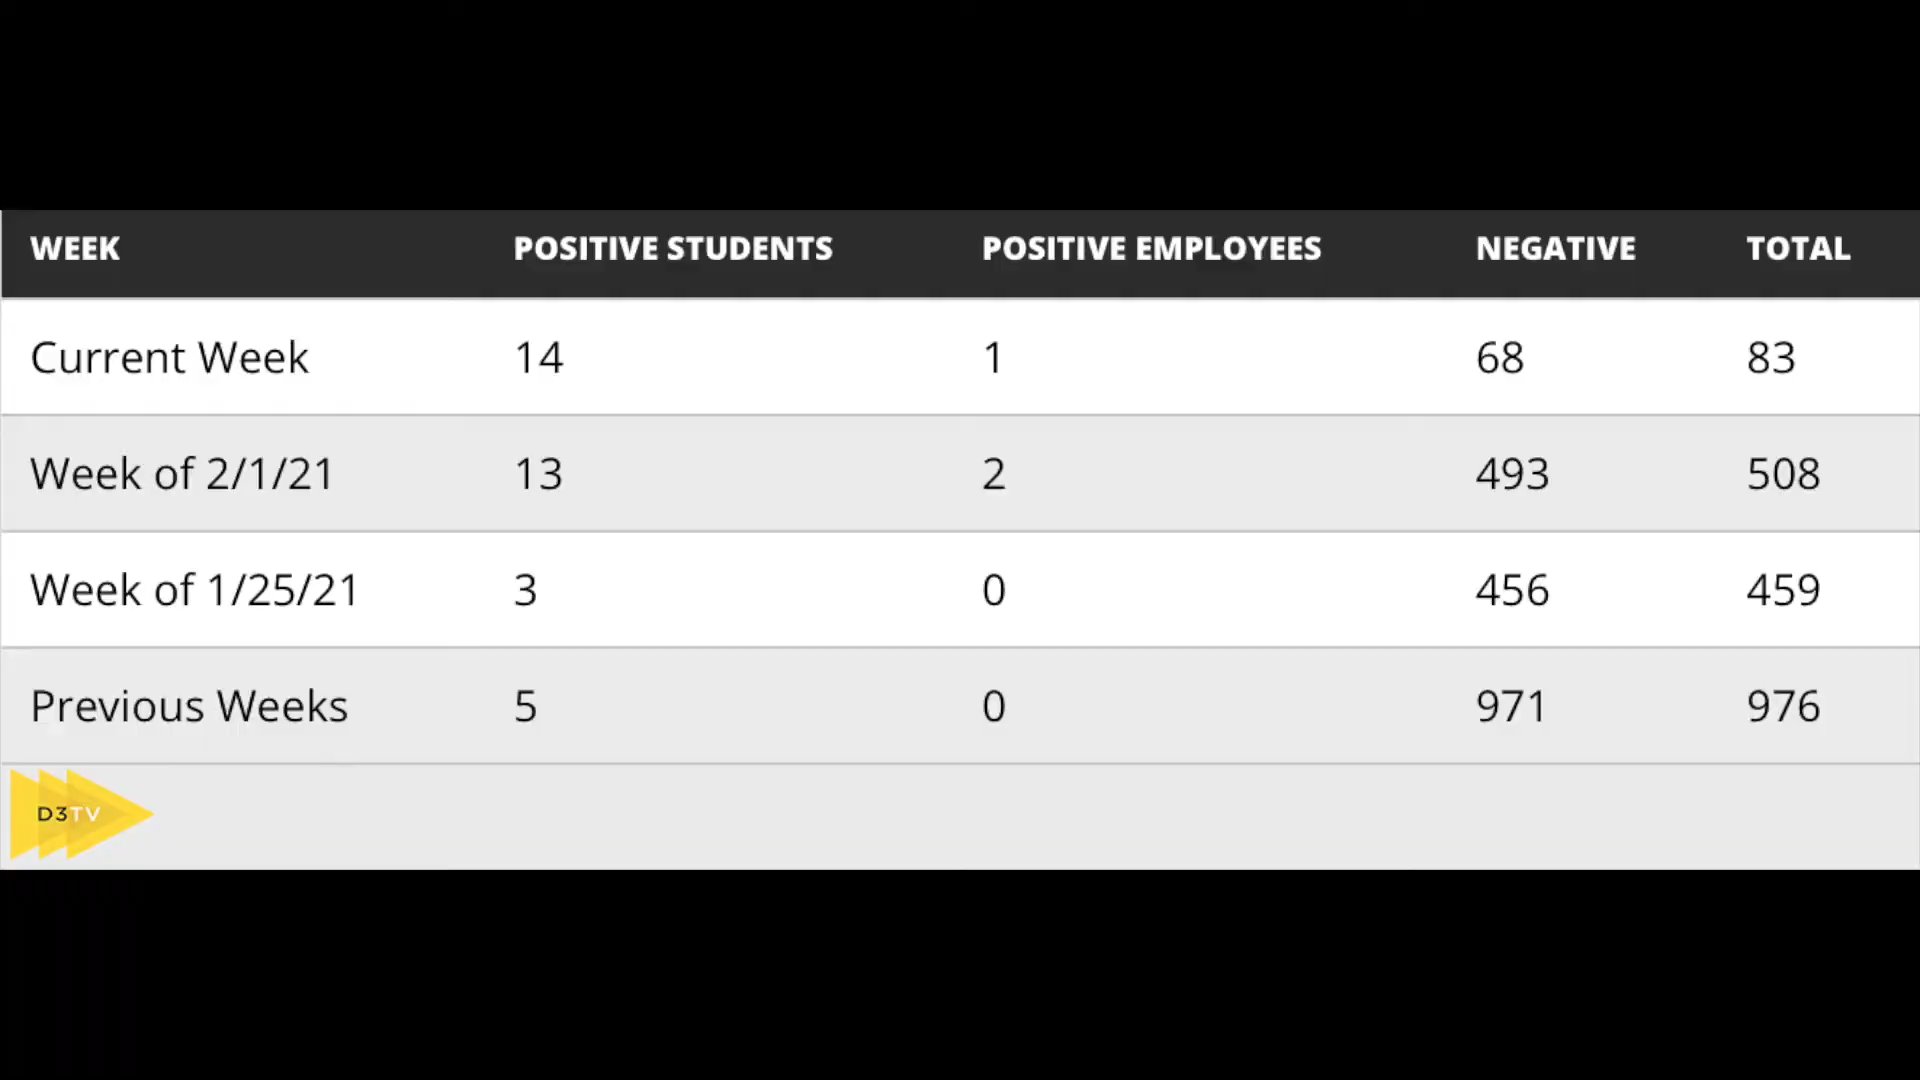 WEEK POSITIVE STUDENTS POSITIVE EMPLOYEES NEGATIVE TOTAL
Current Week 14 1 68 83
Week of 2/1/21 13 2 493 508
Week of 1/25/21 3 0 456 459
Previous Weeks 5 0 971 976
D3TV